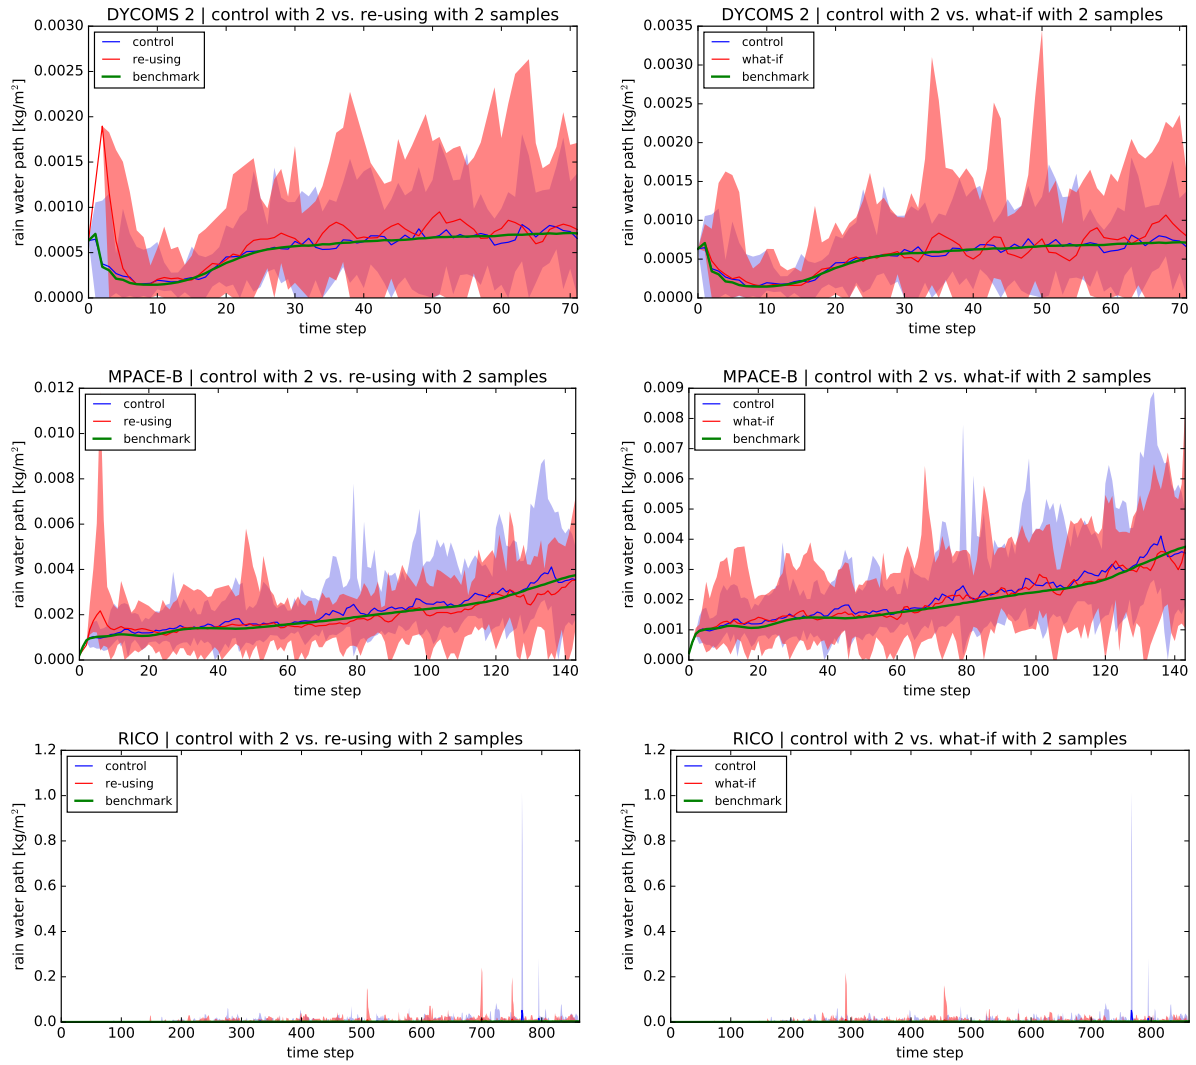 DYCOMS 2 | control with 2 vs. re-using with 2 samples
rain water path [kg/m²]
0.0030
0.0025
0.0020
0.0015
0.0010
0.0005
0.0000
control
re-using
benchmark
0 10 20 30 40 50 60 70
time step
DYCOMS 2 | control with 2 vs. what-if with 2 samples
rain water path [kg/m²]
0.0035
0.0030
0.0025
0.0020
0.0015
0.0010
0.0005
0.0000
control
what-if
benchmark
0 10 20 30 40 50 60 70
time step
MPACE-B | control with 2 vs. re-using with 2 samples
rain water path [kg/m²]
0.012
0.010
0.008
0.006
0.004
0.002
0.000
control
re-using
benchmark
0 20 40 60 80 100 120 140
time step
MPACE-B | control with 2 vs. what-if with 2 samples
rain water path [kg/m²]
0.009
0.008
0.007
0.006
0.005
0.004
0.003
0.002
0.001
0.000
control
what-if
benchmark
0 20 40 60 80 100 120 140
time step
RICO | control with 2 vs. re-using with 2 samples
rain water path [kg/m²]
1.2
1.0
0.8
0.6
0.4
0.2
0.0
control
re-using
benchmark
0 100 200 300 400 500 600 700 800
time step
RICO | control with 2 vs. what-if with 2 samples
rain water path [kg/m²]
1.2
1.0
0.8
0.6
0.4
0.2
0.0
control
what-if
benchmark
0 100 200 300 400 500 600 700 800
time step